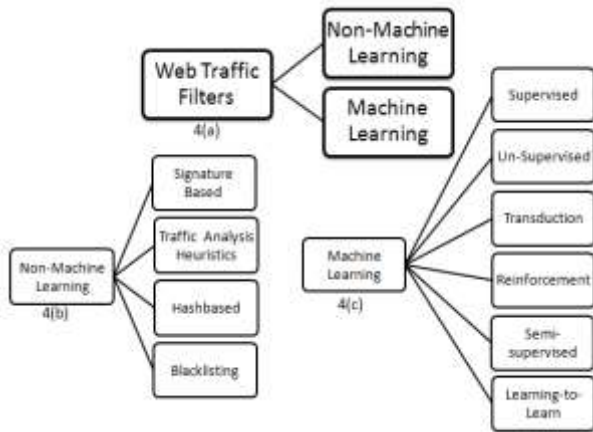 Web Traffic
Filters
4(a)
Non-Machine
Learning
Machine
Learning
Non-Machine
Learning
4(b)
Signature
Based
Traffic Analysis
Heuristics
Hashbased
Blacklisting
Machine
Learning
4(c)
Supervised
Un-Supervised
Transduction
Reinforcement
Semi-
supervised
Learning-to-
Learn